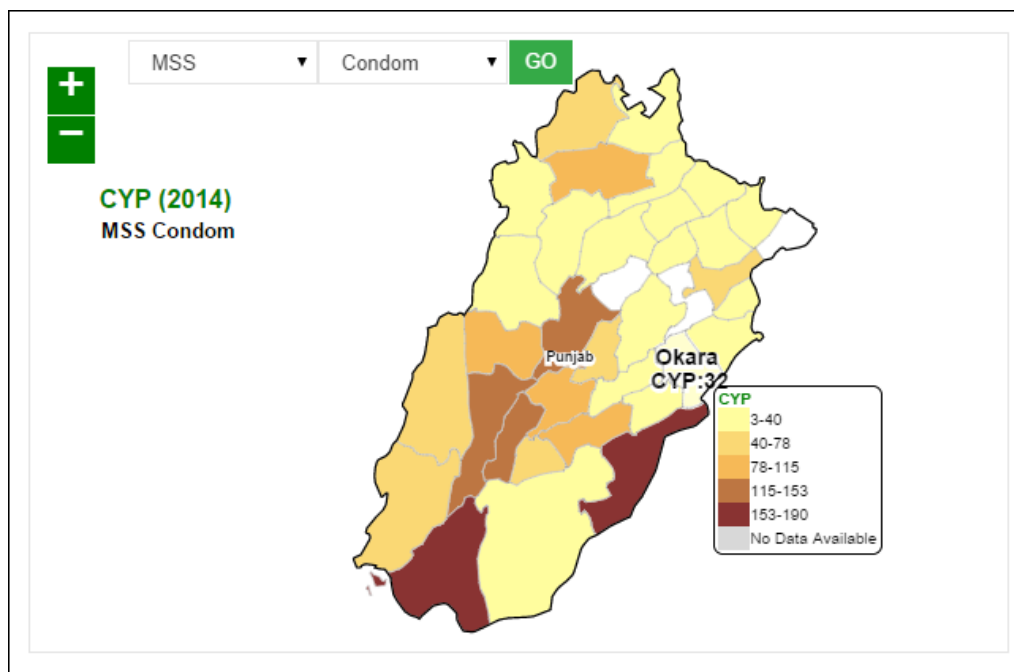 MSS
Condom
GO
+
−
CYP (2014)
MSS Condom
Punjab
Okara
CYP:32
CYP
3-40
40-78
78-115
115-153
153-190
No Data Available